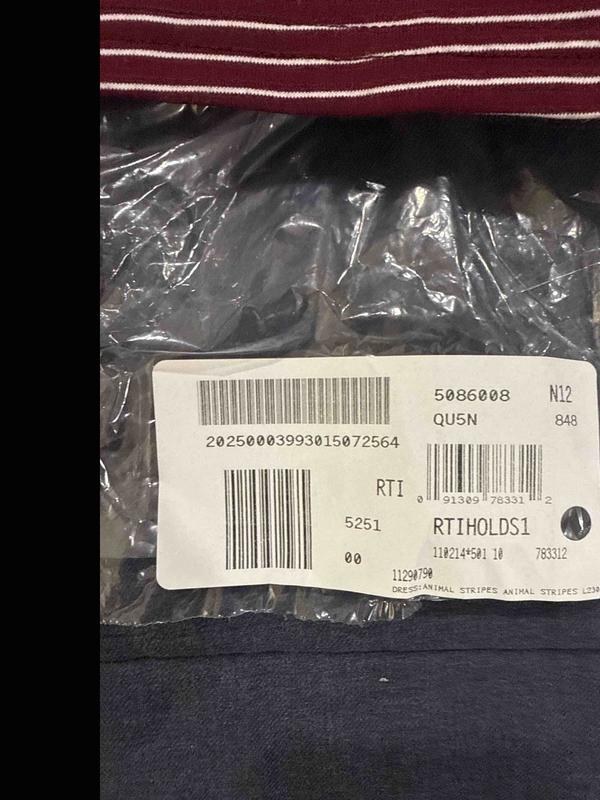 5086008 N12
QU5N 848
20250003993015072564
RTI
0 91309 78331 2
5251 RTIHOLDS1
110214*501 10 783312
00
11290790
DRESS:ANIMAL STRIPES ANIMAL STRIPES L230